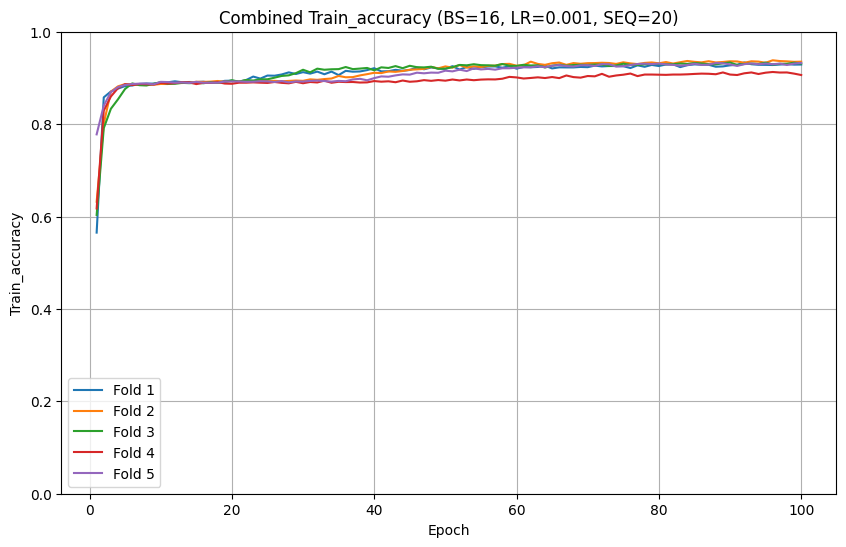 Combined Train_accuracy (BS=16, LR=0.001, SEQ=20)
Train_accuracy
1.0
0.8
0.6
0.4
0.2
0.0
Fold 1
Fold 2
Fold 3
Fold 4
Fold 5
0 20 40 60 80 100
Epoch